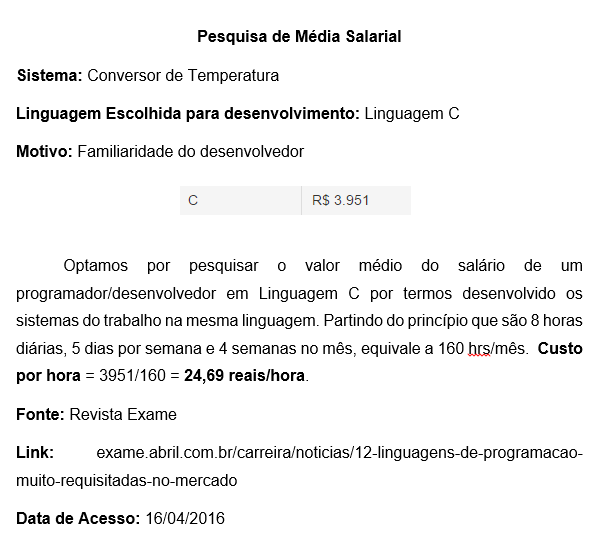 Pesquisa de Média Salarial
Sistema: Conversor de Temperatura
Linguagem Escolhida para desenvolvimento: Linguagem C
Motivo: Familiaridade do desenvolvedor
C R$ 3.951
Optamos por pesquisar o valor médio do salário de um
programador/desenvolvedor em Linguagem C por termos desenvolvido os
sistemas do trabalho na mesma linguagem. Partindo do princípio que são 8 horas
diárias, 5 dias por semana e 4 semanas no mês, equivale a 160 hrs/mês. Custo
por hora = 3951/160 = 24,69 reais/hora.
Fonte: Revista Exame
Link: exame.abril.com.br/carreira/noticias/12-linguagens-de-programacao-
muito-requisitadas-no-mercado
Data de Acesso: 16/04/2016